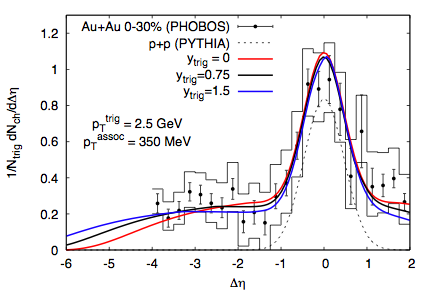 1/N_trig dN_ch/dΔη
1.2
1
0.8
0.6
0.4
0.2
0
Au+Au 0-30% (PHOBOS)
p+p (PYTHIA)
y_trig = 0
y_trig=0.75
y_trig=1.5
p_T^trig = 2.5 GeV
p_T^assoc = 350 MeV
-6 -5 -4 -3 -2 -1 0 1 2
Δη